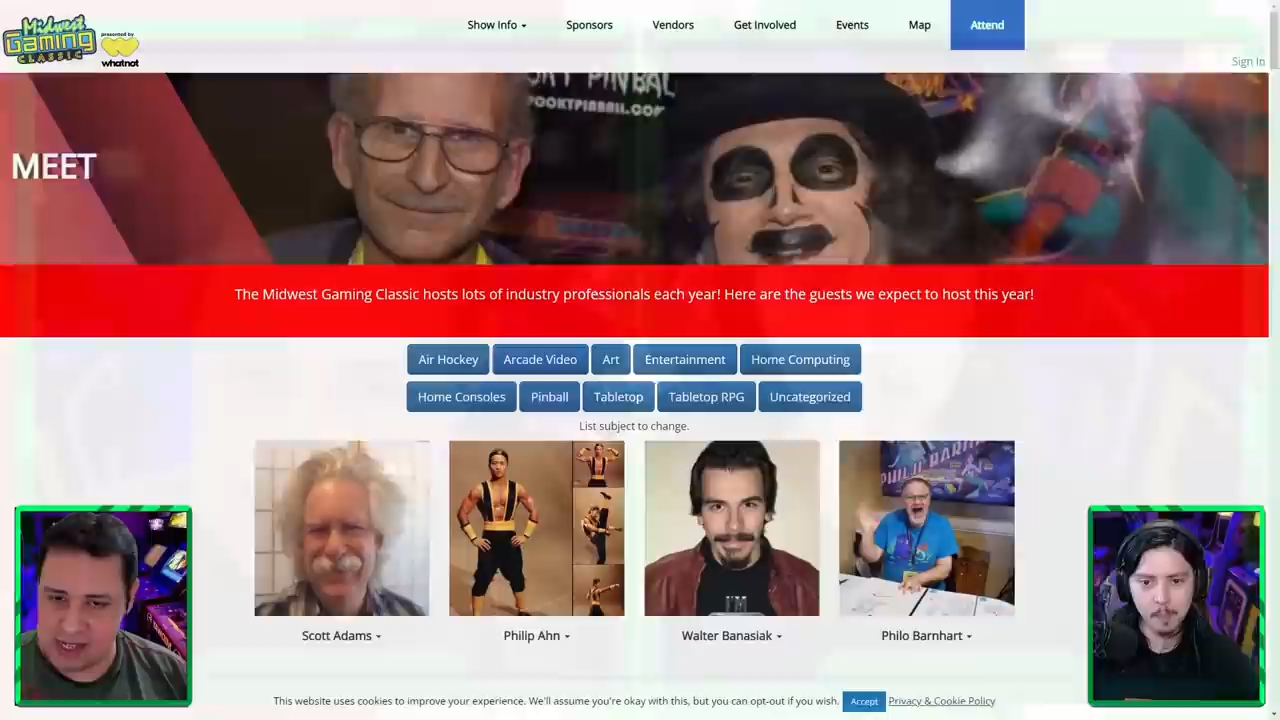 Midwest
Gaming
CLASSIC
presented by
whatnot
Show Info
Sponsors
Vendors
Get Involved
Events
Map
Attend
Sign In
PINBAL
POOKYPINBALL.COM
MEET
The Midwest Gaming Classic hosts lots of industry professionals each year! Here are the guests we expect to host this year!
Air Hockey
Arcade Video
Art
Entertainment
Home Computing
Home Consoles
Pinball
Tabletop
Tabletop RPG
Uncategorized
List subject to change.
Scott Adams
Philip Ahn
Walter Banasiak
Philo Barnhart
This website uses cookies to improve your experience. We'll assume you're okay with this, but you can opt-out if you wish.
Accept
Privacy & Cookie Policy